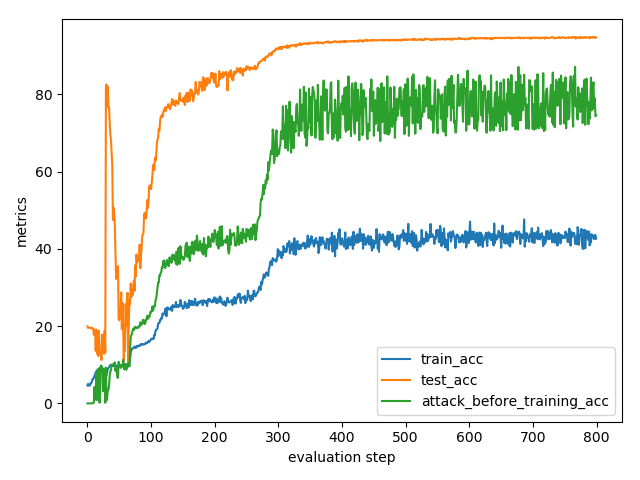 metrics
80
60
40
20
0
train_acc
test_acc
attack_before_training_acc
0 100 200 300 400 500 600 700 800
evaluation step